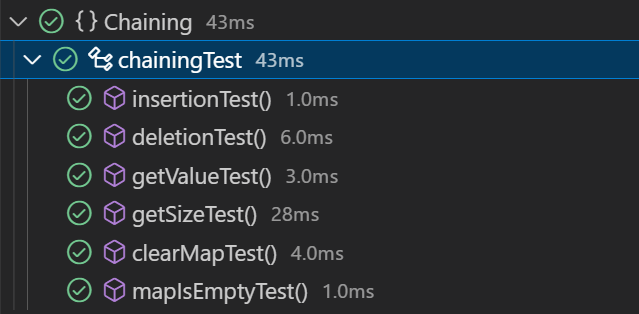 {} Chaining 43ms
chainingTest 43ms
insertionTest() 1.0ms
deletionTest() 6.0ms
getValueTest() 3.0ms
getSizeTest() 28ms
clearMapTest() 4.0ms
mapIsEmptyTest() 1.0ms